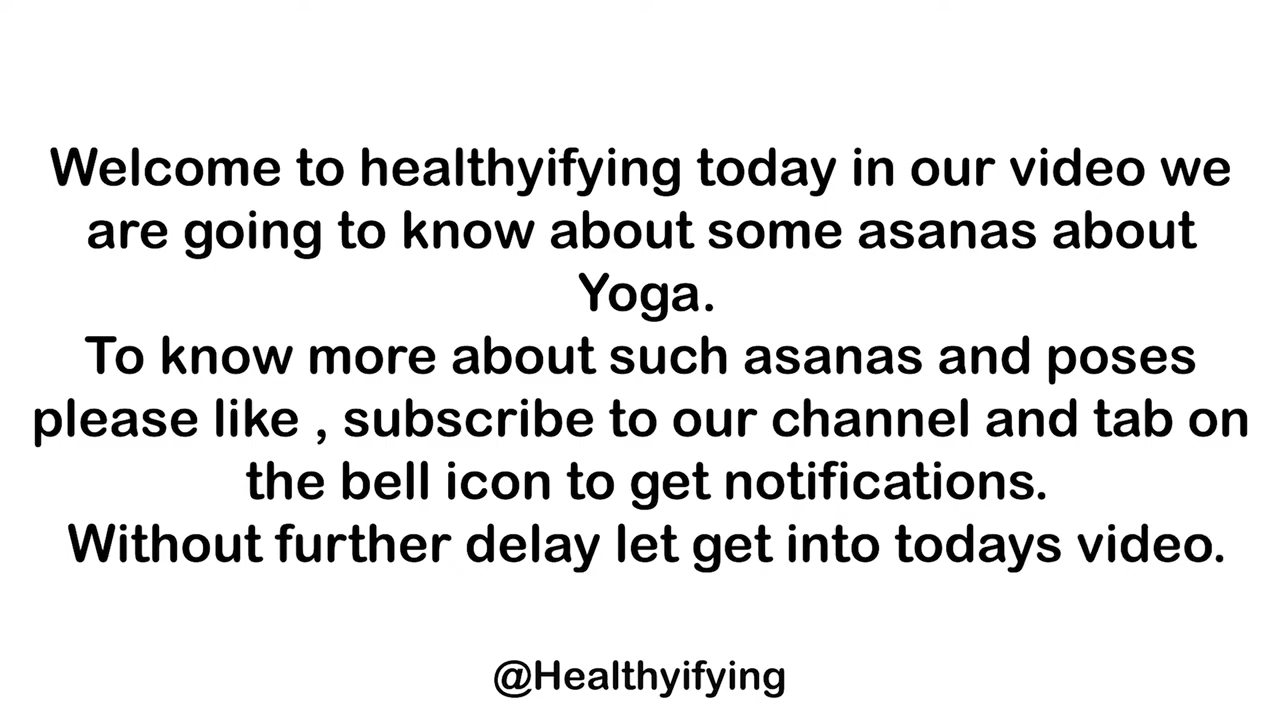 Welcome to healthyifying today in our video we
are going to know about some asanas about
Yoga.
To know more about such asanas and poses
please like , subscribe to our channel and tab on
the bell icon to get notifications.
Without further delay let get into todays video.
@Healthyifying